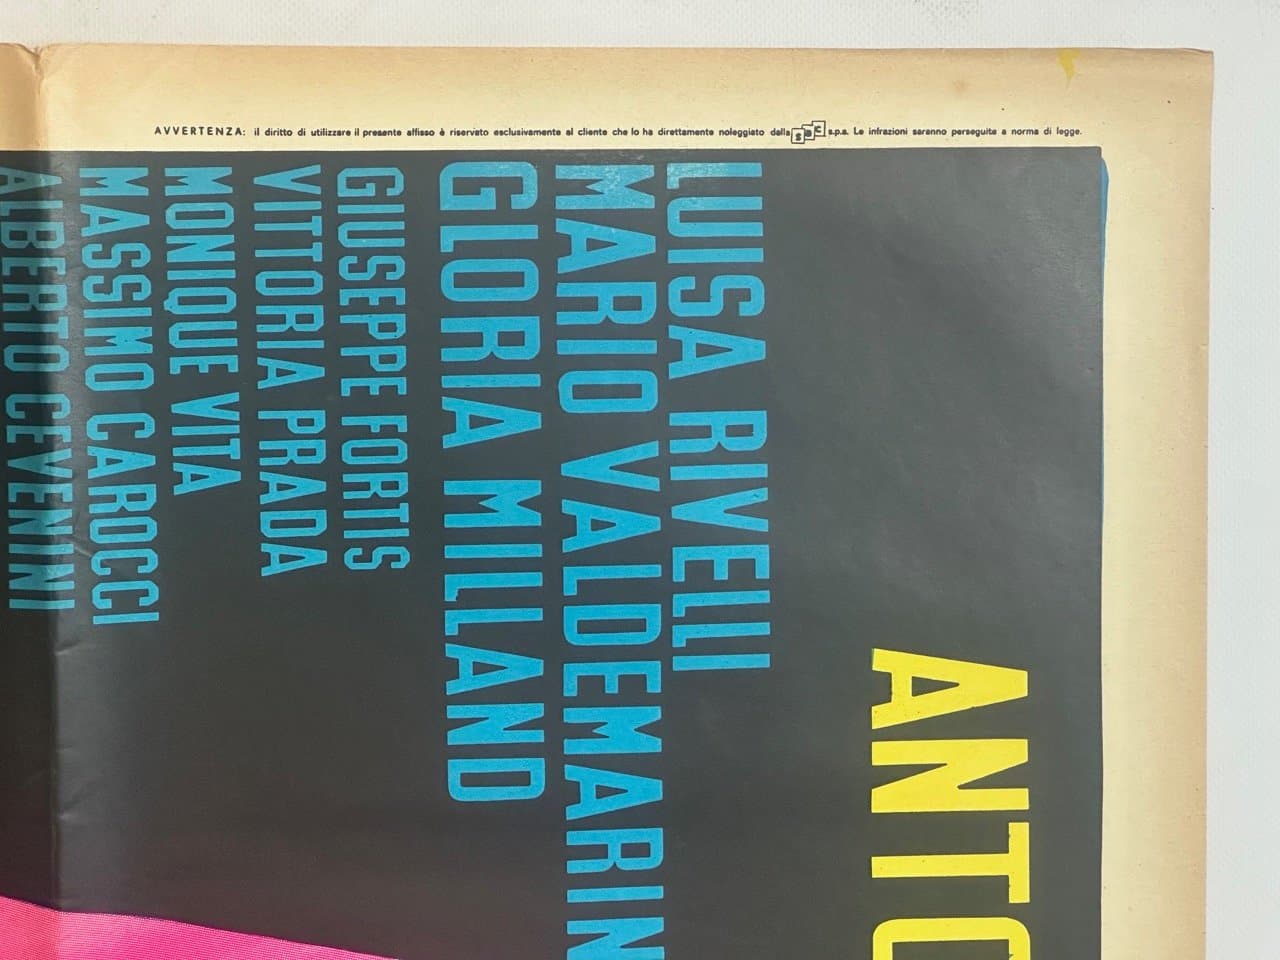 AVVERTENZA: il diritto di utilizzare il presente affisso è riservato esclusivamente al cliente che lo ha direttamente noleggiato dalla sac s.p.a. Le infrazioni saranno perseguite a norma di legge.
ANTO
LUISA RIVELLI
MARIO VALDEMARIN
GLORIA MILLAND
GIUSEPPE FORTIS
VITTORIA PRADA
MONIQUE VITA
MASSIMO CAROCCI
ALBERTO CEVENINI